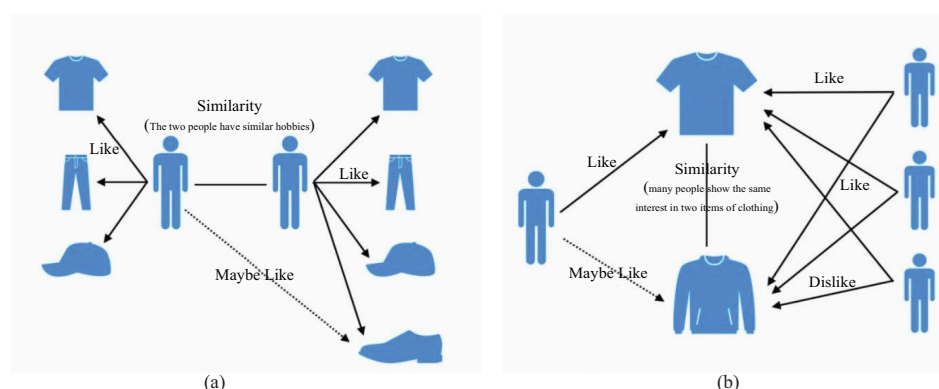 Similarity
(The two people have similar hobbies)
Like
Like
Maybe Like
(a)
Like
Like
Similarity
(many people show the same
interest in two items of clothing)
Like
Maybe Like
Dislike
(b)